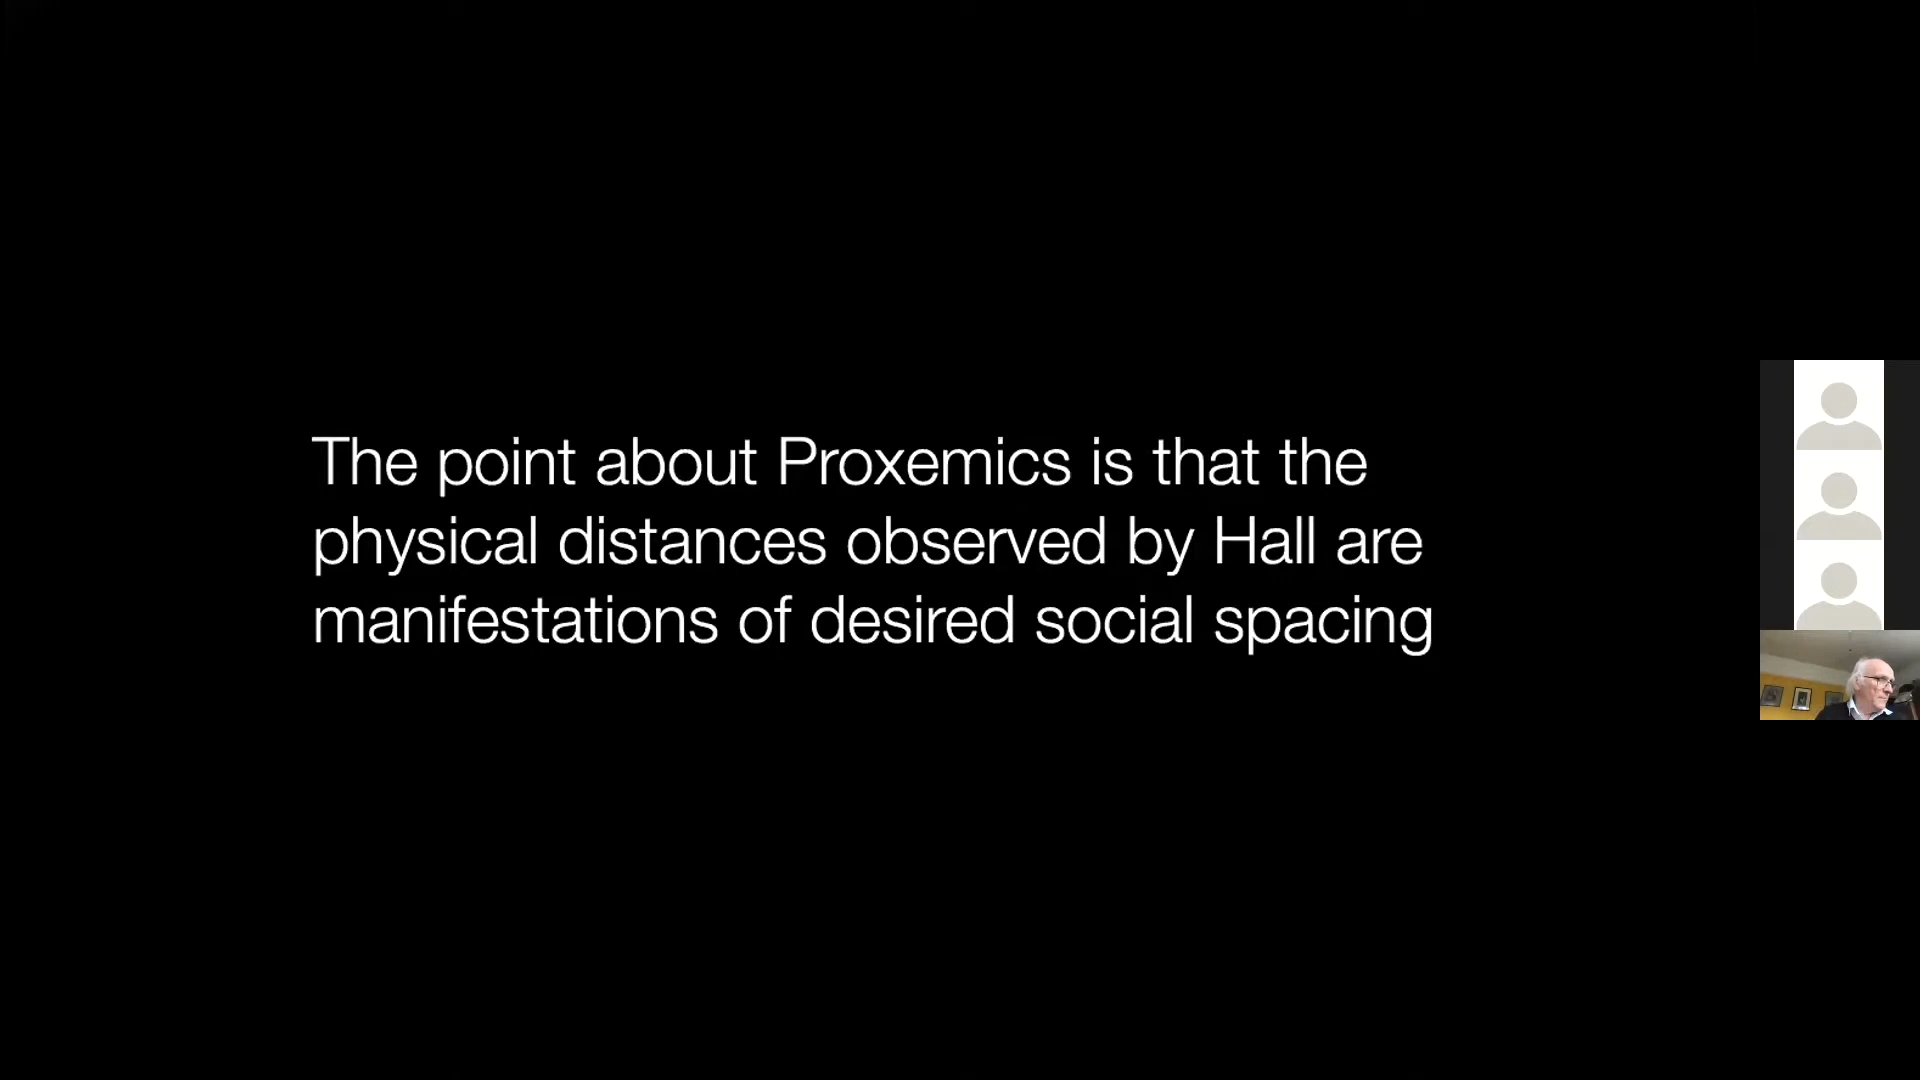 The point about Proxemics is that the
physical distances observed by Hall are
manifestations of desired social spacing